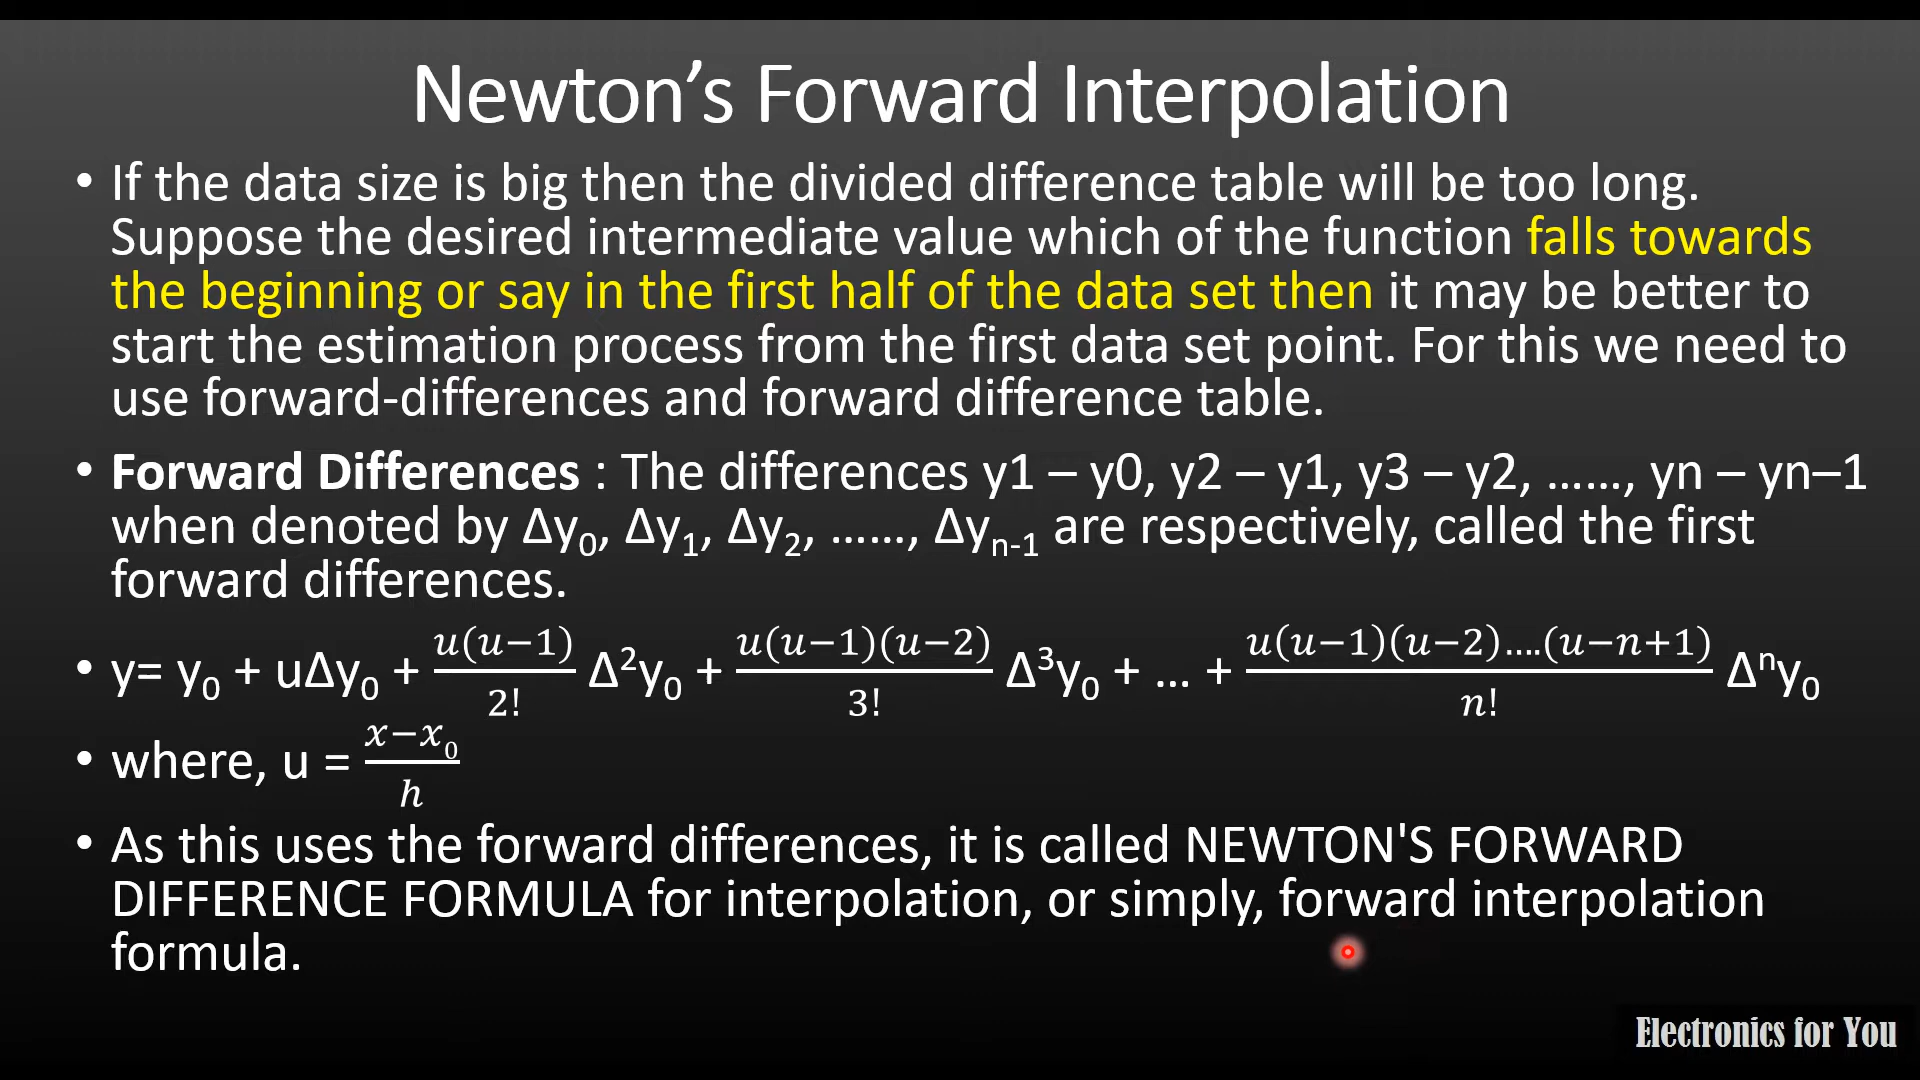 Newton’s Forward Interpolation
• If the data size is big then the divided difference table will be too long.
Suppose the desired intermediate value which of the function falls towards
the beginning or say in the first half of the data set then it may be better to
start the estimation process from the first data set point. For this we need to
use forward-differences and forward difference table.
• Forward Differences : The differences y1 – y0, y2 – y1, y3 – y2, ……, yn – yn–1
when denoted by Δy₀, Δy₁, Δy₂, ……, Δyₙ₋₁ are respectively, called the first
forward differences.
• y= y₀ + uΔy₀ + u(u−1)/2! Δ²y₀ + u(u−1)(u−2)/3! Δ³y₀ + … + u(u−1)(u−2)….(u−n+1)/n! Δⁿy₀
• where, u = x−x₀/h
• As this uses the forward differences, it is called NEWTON'S FORWARD
DIFFERENCE FORMULA for interpolation, or simply, forward interpolation
formula.
Electronics for You